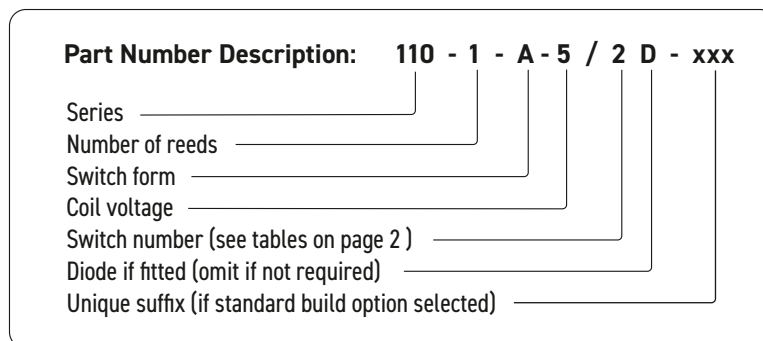 Part Number Description: 110 - 1 - A - 5 / 2 D - xxx
Series
Number of reeds
Switch form
Coil voltage
Switch number (see tables on page 2 )
Diode if fitted (omit if not required)
Unique suffix (if standard build option selected)